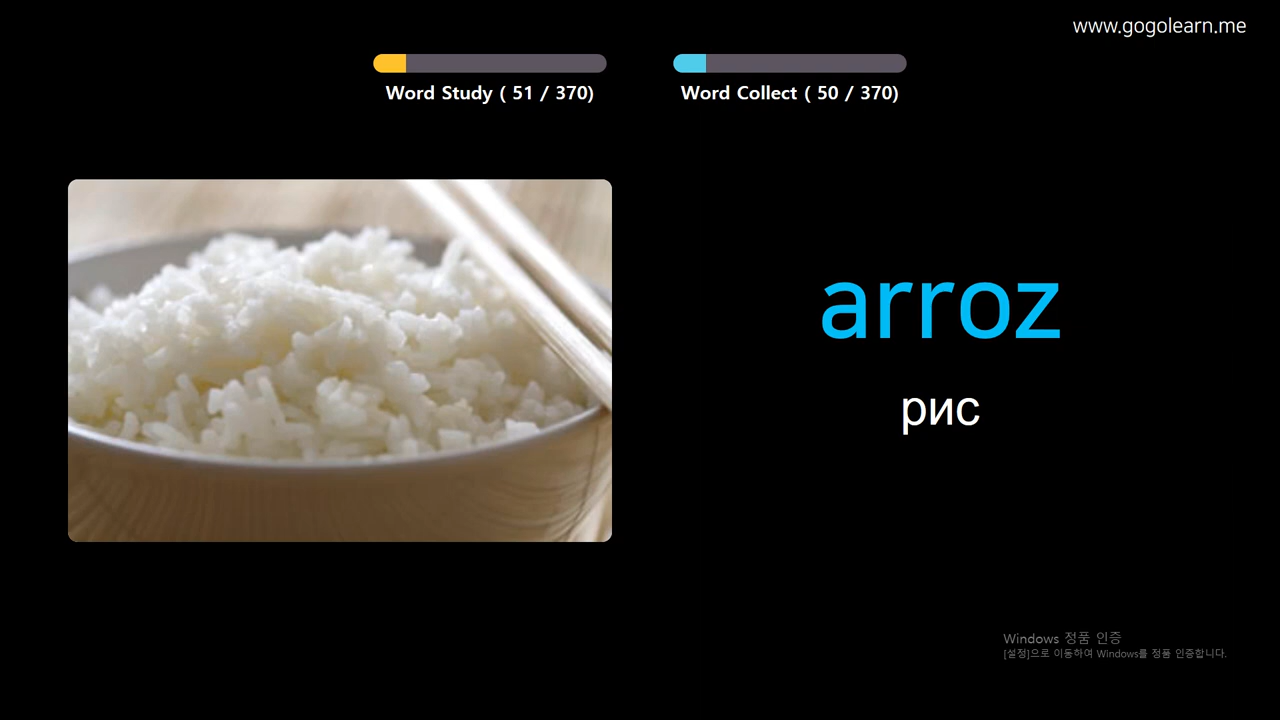 www.gogolearn.me
Word Study ( 51 / 370)
Word Collect ( 50 / 370)
arroz
рис
Windows 정품 인증
[설정]으로 이동하여 Windows를 정품 인증합니다.